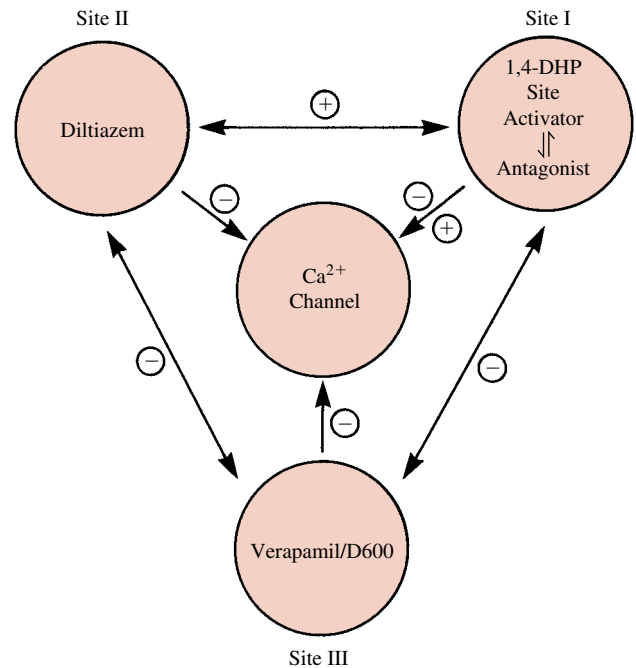 Site II
Site I
1,4-DHP
Site
Activator
⥮
Antagonist
Diltiazem
+
−
−
+
Ca²⁺
Channel
−
−
−
Verapamil/D600
Site III